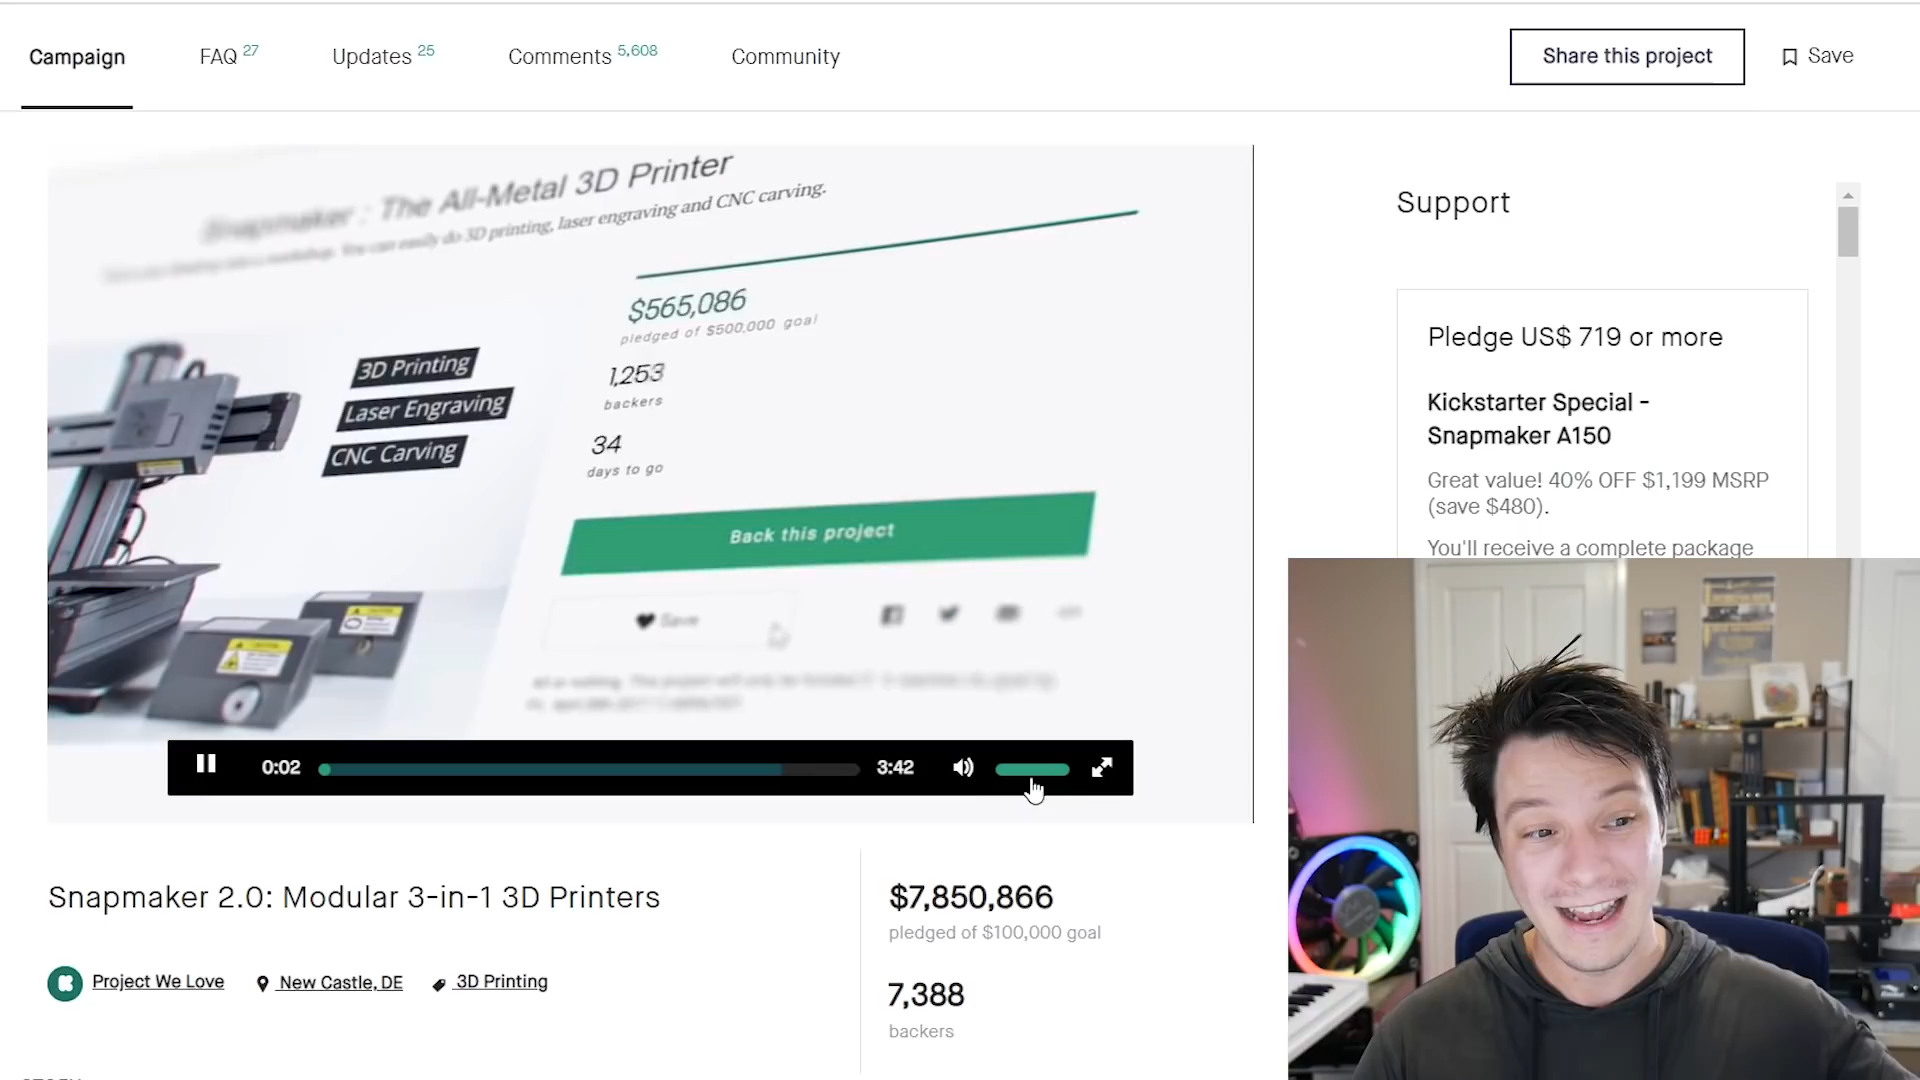 Campaign
FAQ 27
Updates 25
Comments 5,608
Community
Share this project
Save
Snapmaker : The All-Metal 3D Printer
You can easily do 3D printing, laser engraving and CNC carving.
$565,086
pledged of $500,000 goal
1,253
backers
34
days to go
3D Printing
Laser Engraving
CNC Carving
Back this project
Save
0:02
3:42
Support
Pledge US$ 719 or more
Kickstarter Special -
Snapmaker A150
Great value! 40% OFF $1,199 MSRP
(save $480).
You'll receive a complete package
Snapmaker 2.0: Modular 3-in-1 3D Printers
Project We Love
New Castle, DE
3D Printing
$7,850,866
pledged of $100,000 goal
7,388
backers